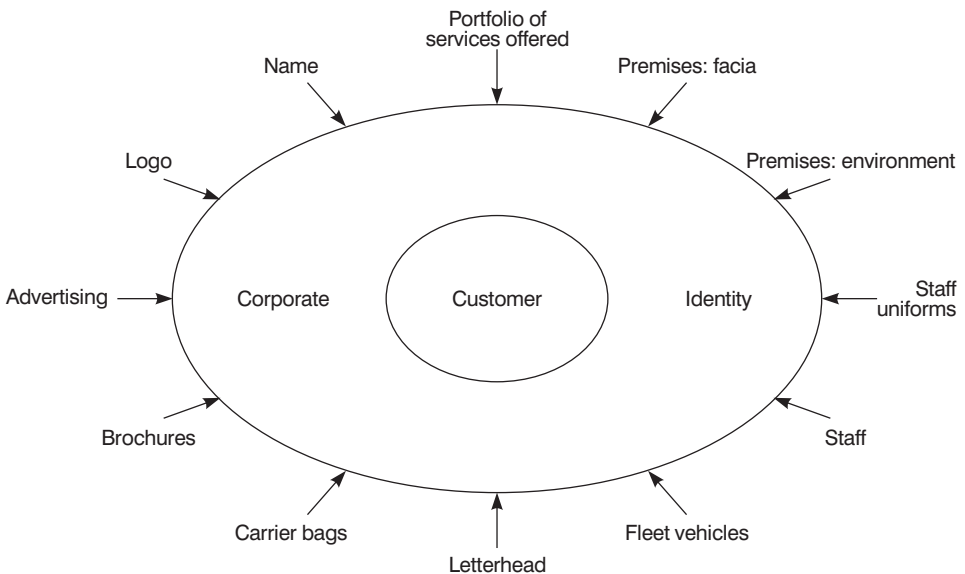 Portfolio of
services offered
Name
Premises: facia
Logo
Premises: environment
Advertising
Corporate
Customer
Identity
Staff
uniforms
Brochures
Staff
Carrier bags
Fleet vehicles
Letterhead